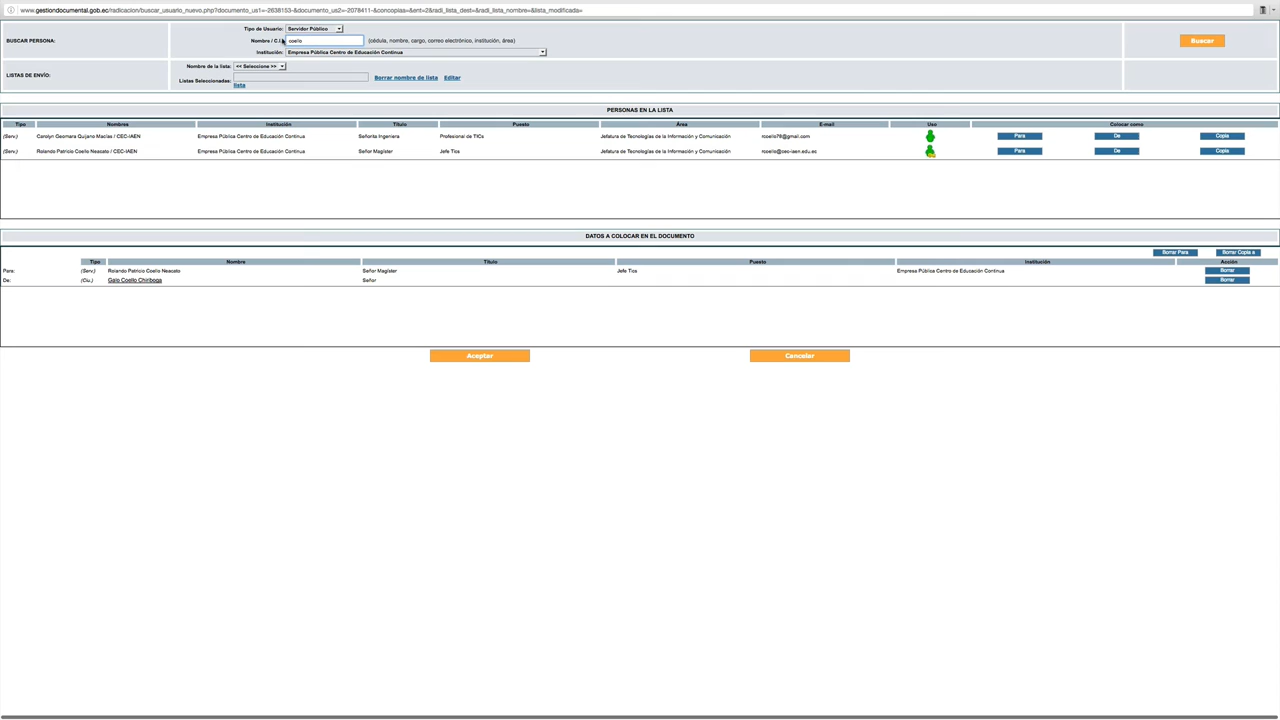 www.gestiondocumental.gob.ec/radicacion/buscar_usuario_nuevo.php?documento_us1=-2638153-&documento_us2=-2078411-&concopias=&ent=2&radi_lista_dest=&radi_lista_nombre=&lista_modificada=
BUSCAR PERSONA:
Tipo de Usuario: Servidor Público
Nombre / C.I.: coello (cédula, nombre, cargo, correo electrónico, institución, área)
Institución: Empresa Pública Centro de Educación Continua
Buscar
LISTAS DE ENVÍO:
Nombre de la lista: << Seleccione >>
Listas Seleccionadas: Borrar nombre de lista Editar
lista
PERSONAS EN LA LISTA
Tipo Nombres Institución Título Puesto Área E-mail Uso Colocar como
(Serv.) Carolyn Geomara Quijano Macías / CEC-IAEN Empresa Pública Centro de Educación Continua Señorita Ingeniera Profesional de TICs Jefatura de Tecnologías de la Información y Comunicación rcoello78@gmail.com Para De Copia
(Serv.) Rolando Patricio Coello Neacato / CEC-IAEN Empresa Pública Centro de Educación Continua Señor Magíster Jefe Tics Jefatura de Tecnologías de la Información y Comunicación rcoello@cec-iaen.edu.ec Para De Copia
DATOS A COLOCAR EN EL DOCUMENTO
Borrar Para Borrar Copia a
Tipo Nombre Título Puesto Institución Acción
Para: (Serv.) Rolando Patricio Coello Neacato Señor Magíster Jefe Tics Empresa Pública Centro de Educación Continua Borrar
De: (Ciu.) Galo Coello Chiriboga Señor Borrar
Aceptar Cancelar